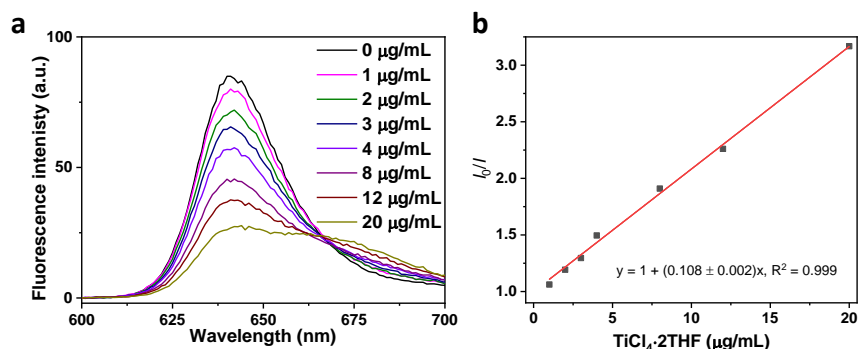 a
Fluorescence intenisty (a.u.)
100
50
0
600
625
650
675
700
Wavelength (nm)
0 μg/mL
1 μg/mL
2 μg/mL
3 μg/mL
4 μg/mL
8 μg/mL
12 μg/mL
20 μg/mL
b
I₀/I
3.0
2.5
2.0
1.5
1.0
y = 1 + (0.108 ± 0.002)x, R² = 0.999
0
5
10
15
20
TiCl₄·2THF (μg/mL)